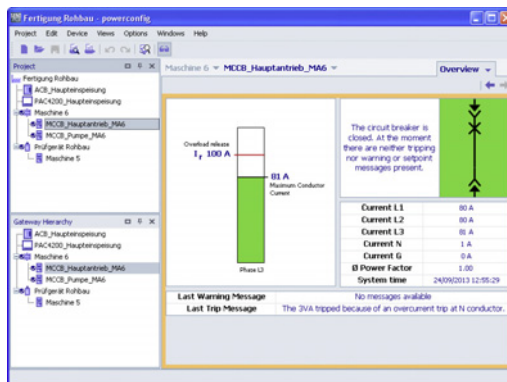 Fertigung Rohbau - powerconfig
Project Edit Device Views Options Windows Help
Project
Fertigung Rohbau
ACB_Haupteinspeisung
PAC4200_Haupteinspeisung
Maschine 6
MCCB_Hauptantrieb_MA6
MCCB_Pumpe_MA6
Prüfgerät Rohbau
Maschine 5
Gateway Hierarchy
ACB_Haupteinspeisung
PAC4200_Haupteinspeisung
Maschine 6
MCCB_Hauptantrieb_MA6
MCCB_Pumpe_MA6
Prüfgerät Rohbau
Maschine 5
Maschine 6 MCCB_Hauptantrieb_MA6
Overview
Overload release
Ir 100 A
81 A
Maximum Conductor
Current
Phase L3
The circuit breaker is
closed. At the moment
there are neither tripping
nor warning or setpoint
messages present.
Current L1 80 A
Current L2 80 A
Current L3 81 A
Current N 1 A
Current G 0 A
Ø Power Factor 1.00
System time 24/09/2013 12:55:29
Last Warning Message No messages available
Last Trip Message The 3VA tripped because of an overcurrent trip at N conductor.